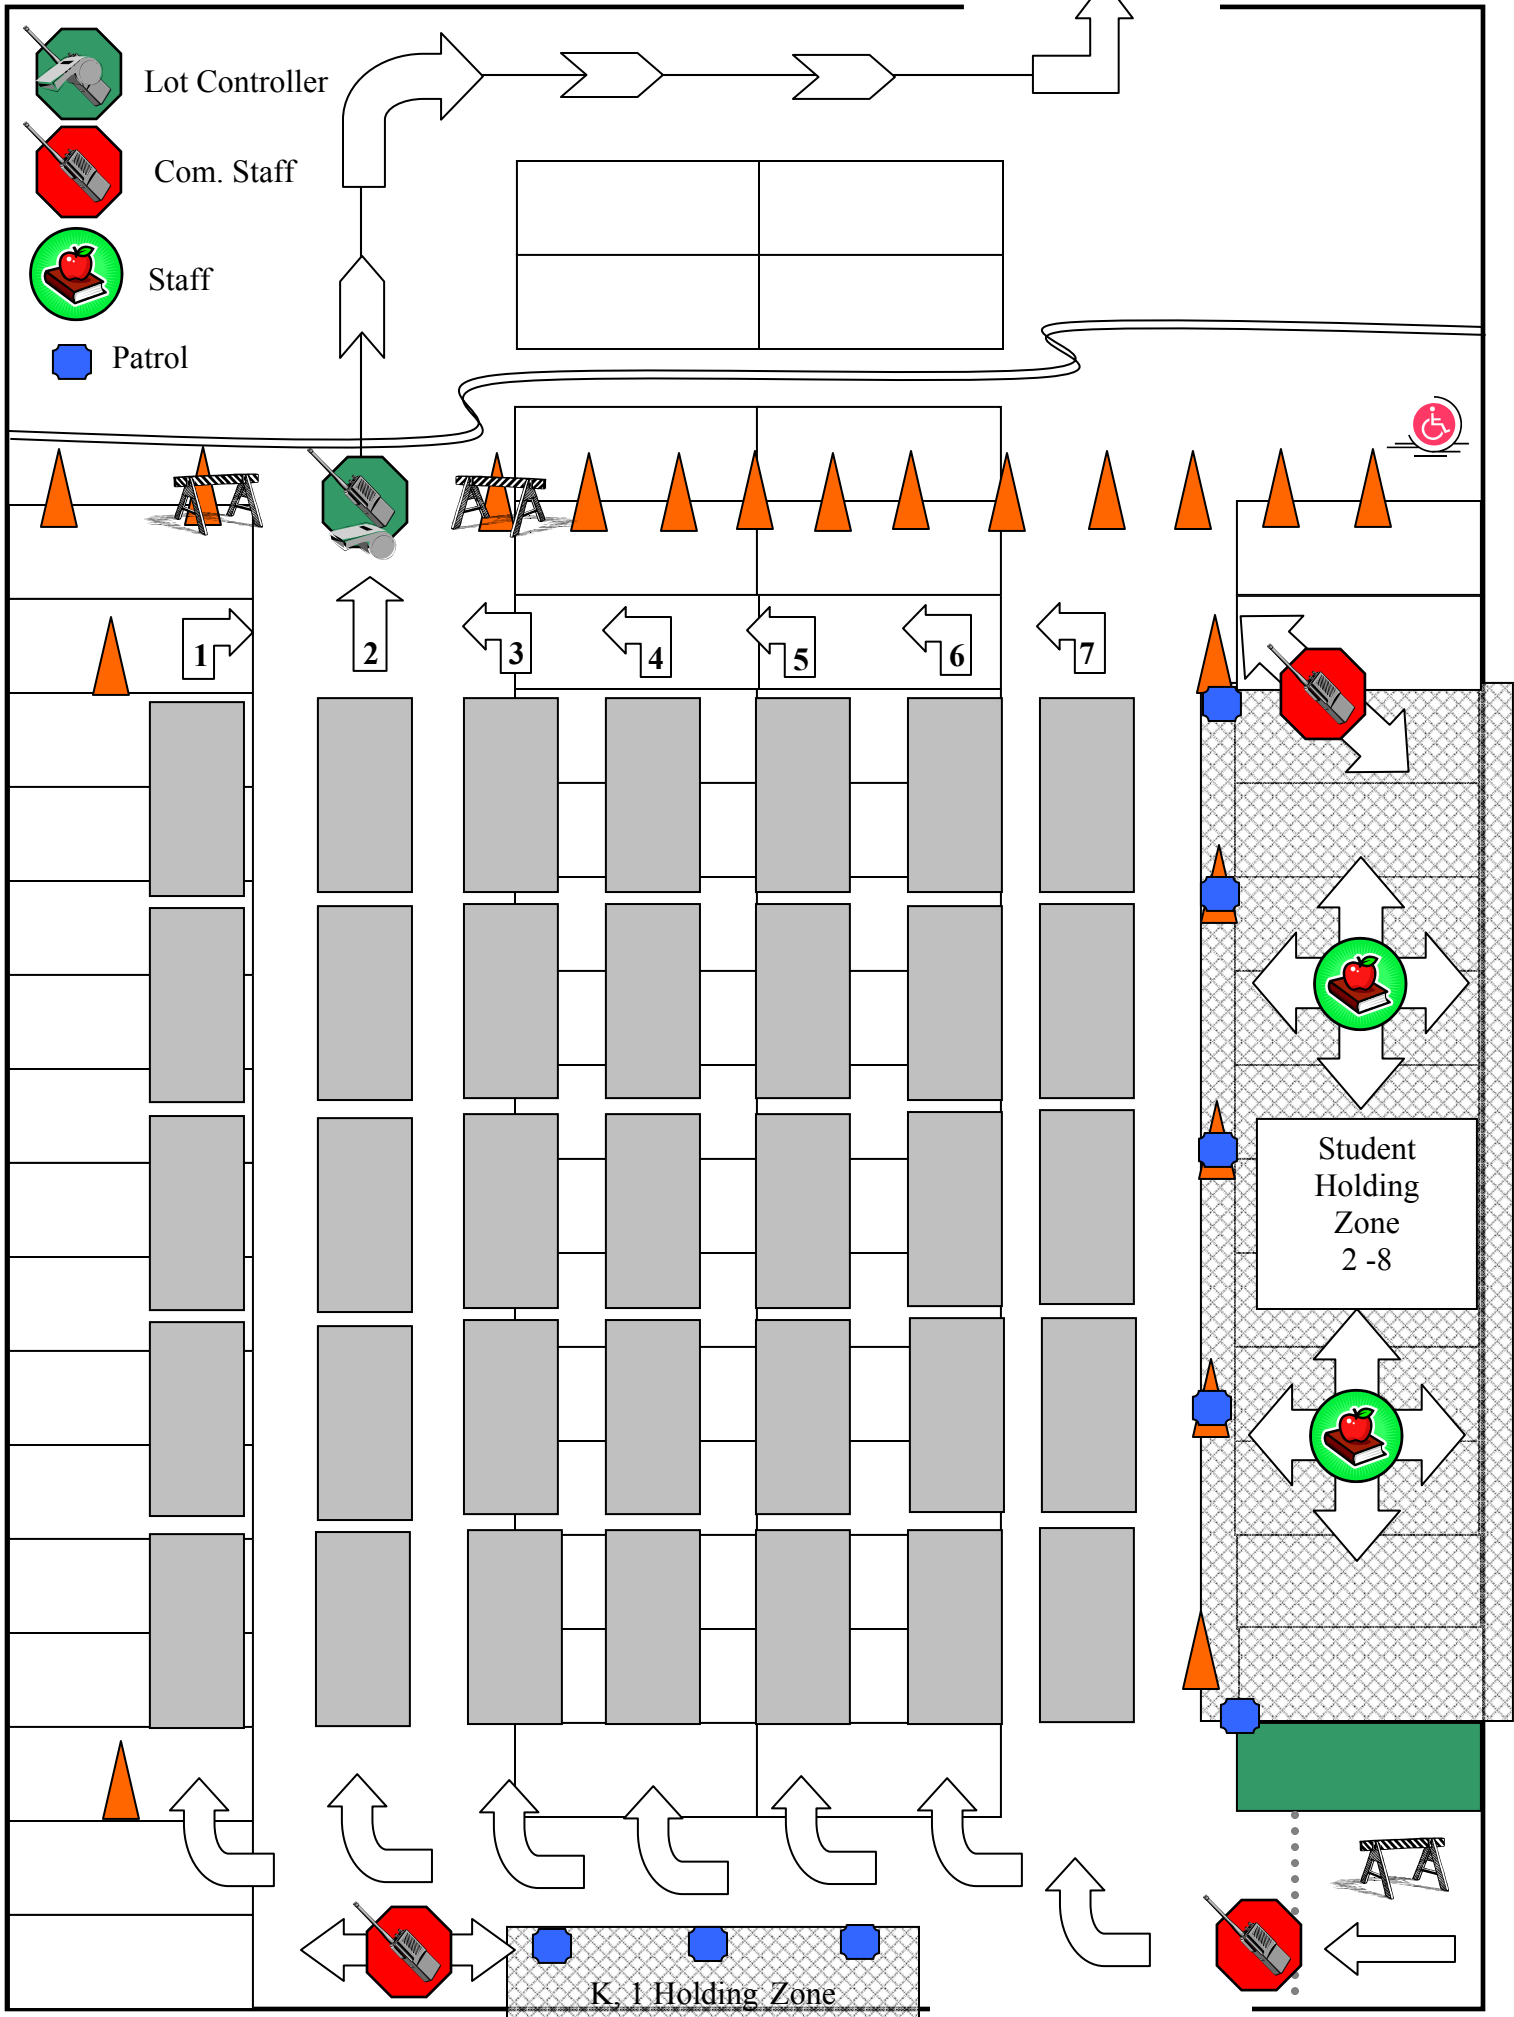 Lot Controller
Com. Staff
Staff
Patrol
1
2
3
4
5
6
7
Student
Holding
Zone
2 -8
K, 1 Holding Zone